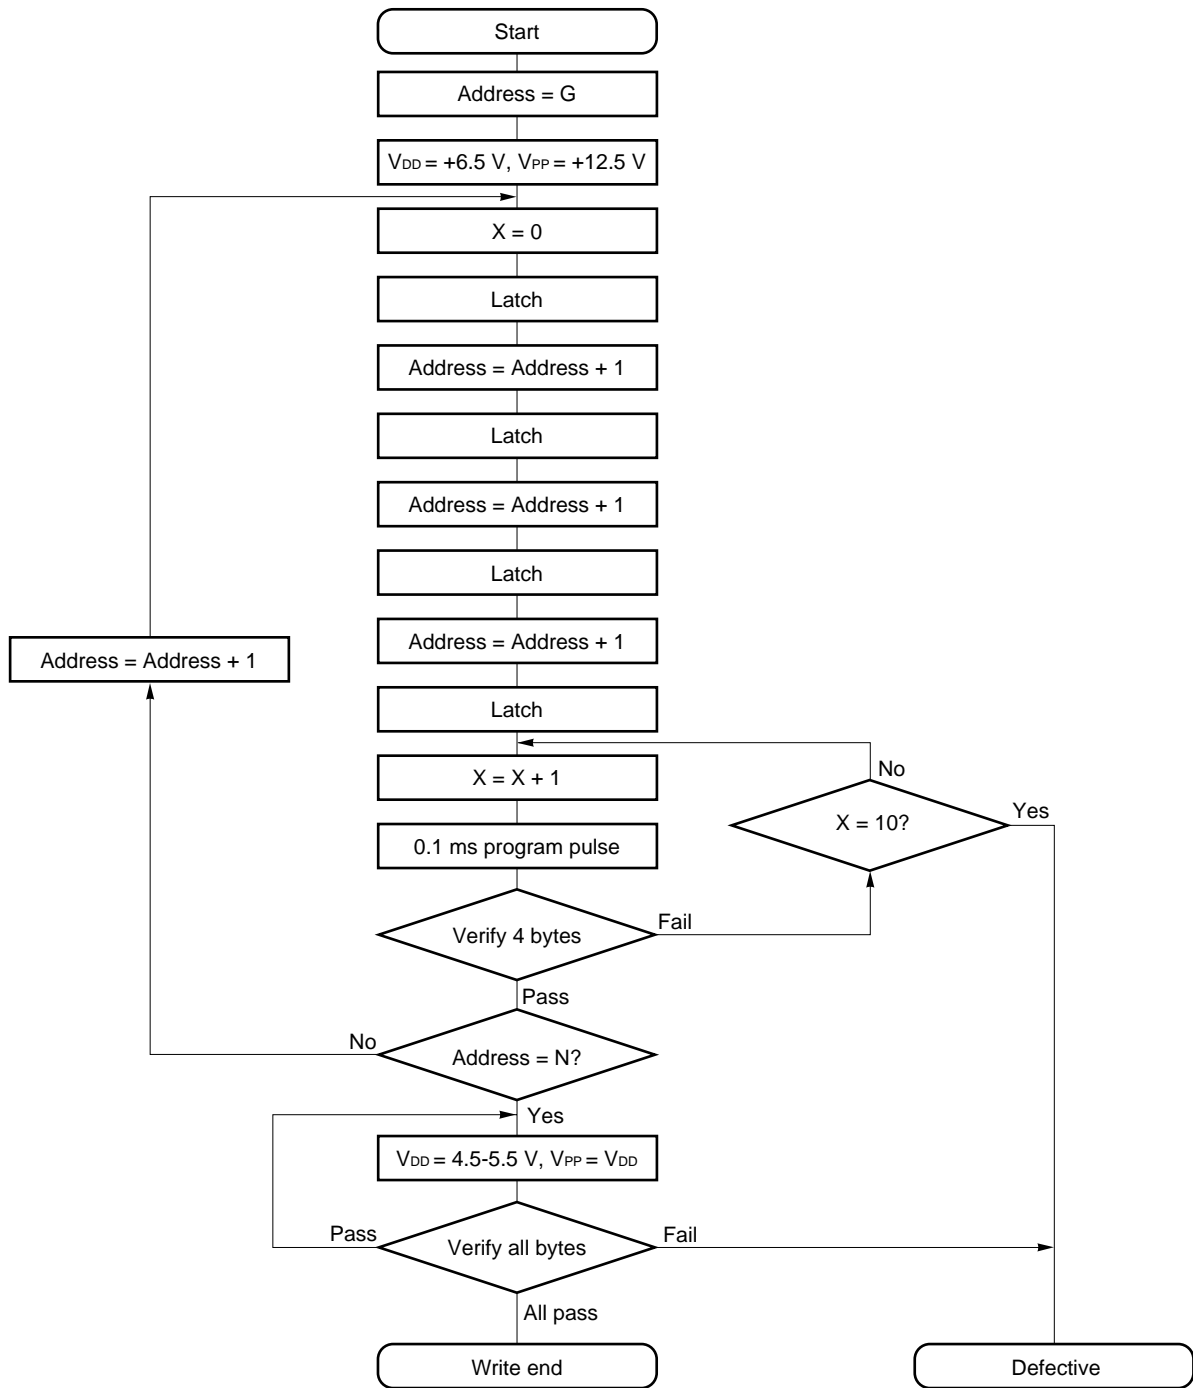 Start
Address = G
VDD = +6.5 V, VPP = +12.5 V
X = 0
Latch
Address = Address + 1
Latch
Address = Address + 1
Latch
Address = Address + 1
Address = Address + 1
Latch
No
X = X + 1
X = 10?
Yes
0.1 ms program pulse
Verify 4 bytes
Fail
Pass
No
Address = N?
Yes
VDD = 4.5-5.5 V, VPP = VDD
Pass
Verify all bytes
Fail
All pass
Write end
Defective